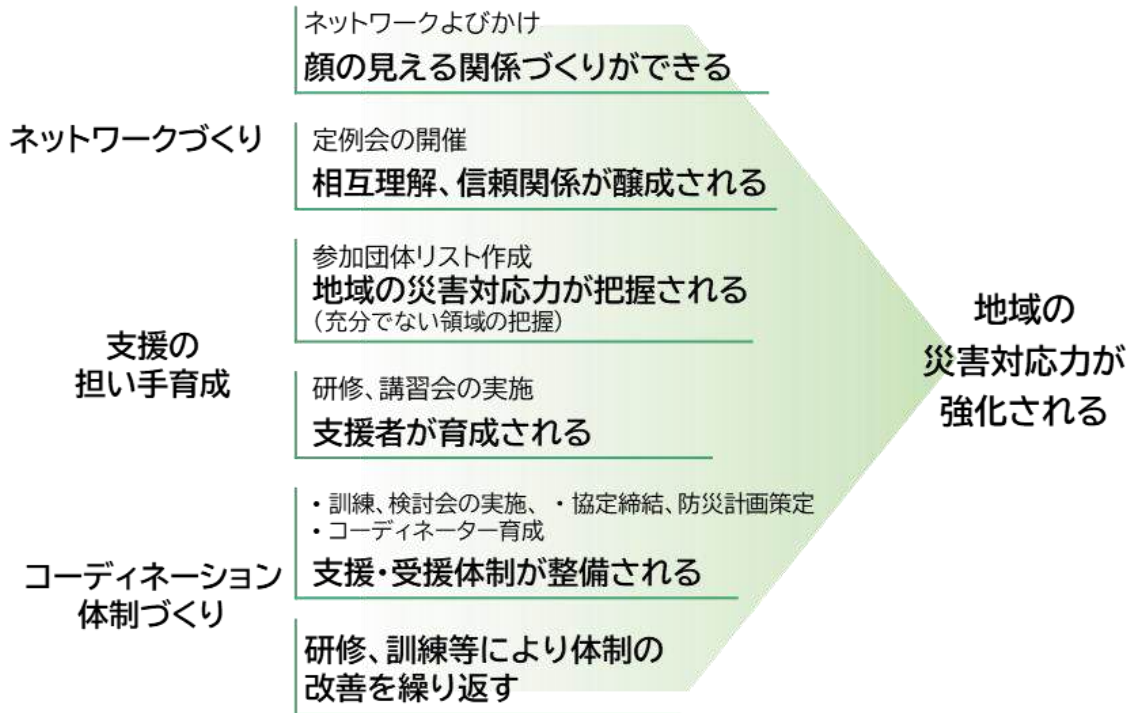 ネットワークづくり
ネットワークよびかけ
顔の見える関係づくりができる
定例会の開催
相互理解、信頼関係が醸成される
支援の
担い手育成
参加団体リスト作成
地域の災害対応力が把握される
（充分でない領域の把握）
研修、講習会の実施
支援者が育成される
コーディネーション
体制づくり
・訓練、検討会の実施、・協定締結、防災計画策定
・コーディネーター育成
支援・受援体制が整備される
研修、訓練等により体制の
改善を繰り返す
地域の
災害対応力が
強化される